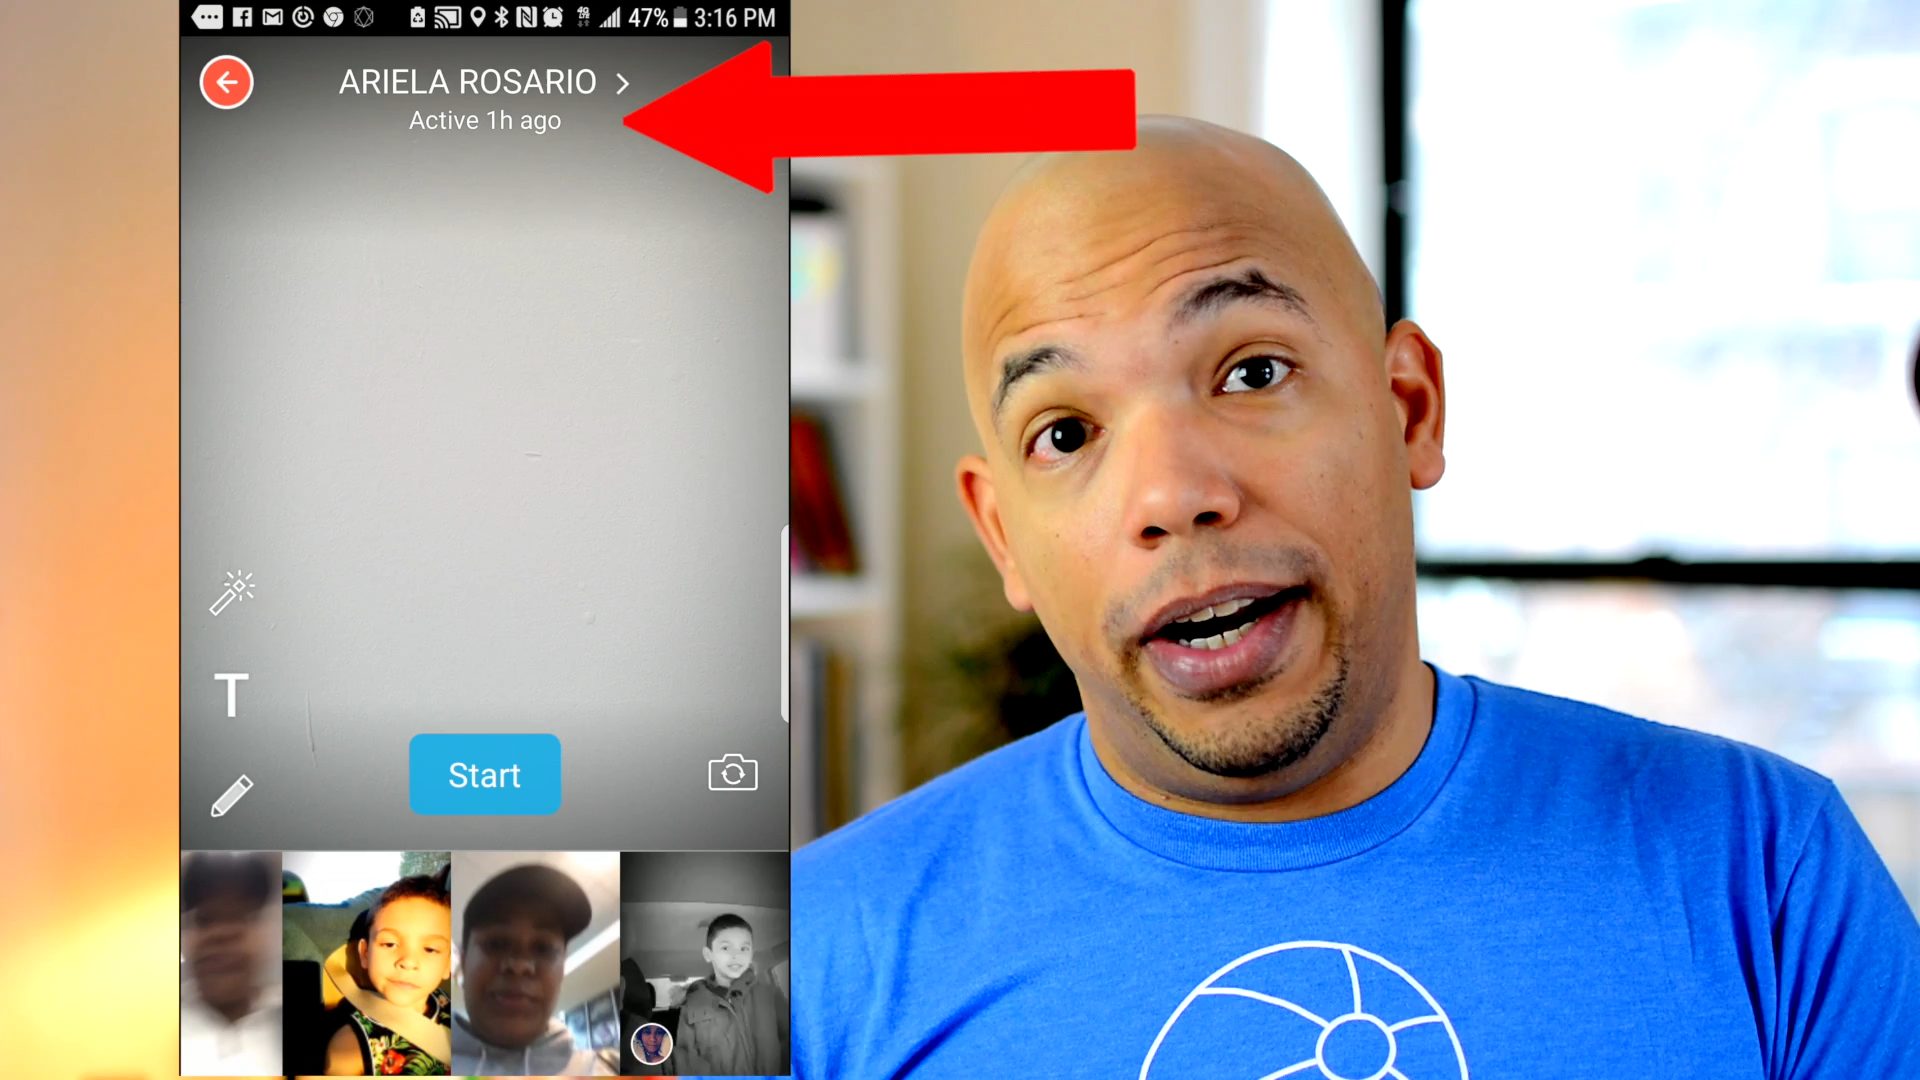 47% 3:16 PM
ARIELA ROSARIO
Active 1h ago
T
Start